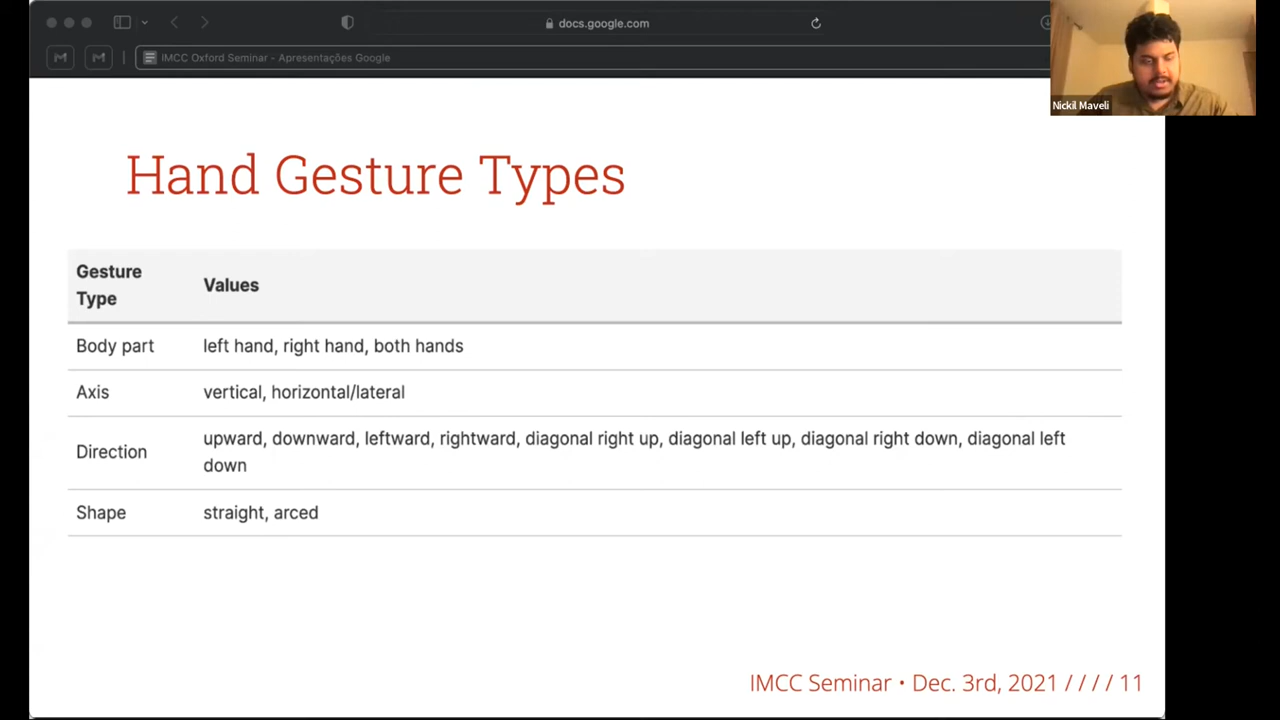 docs.google.com
IMCC Oxford Seminar - Apresentações Google
Nickil Maveli
Hand Gesture Types
Gesture
Type
Values
Body part
left hand, right hand, both hands
Axis
vertical, horizontal/lateral
Direction
upward, downward, leftward, rightward, diagonal right up, diagonal left up, diagonal right down, diagonal left
down
Shape
straight, arced
IMCC Seminar • Dec. 3rd, 2021 / / / / 11